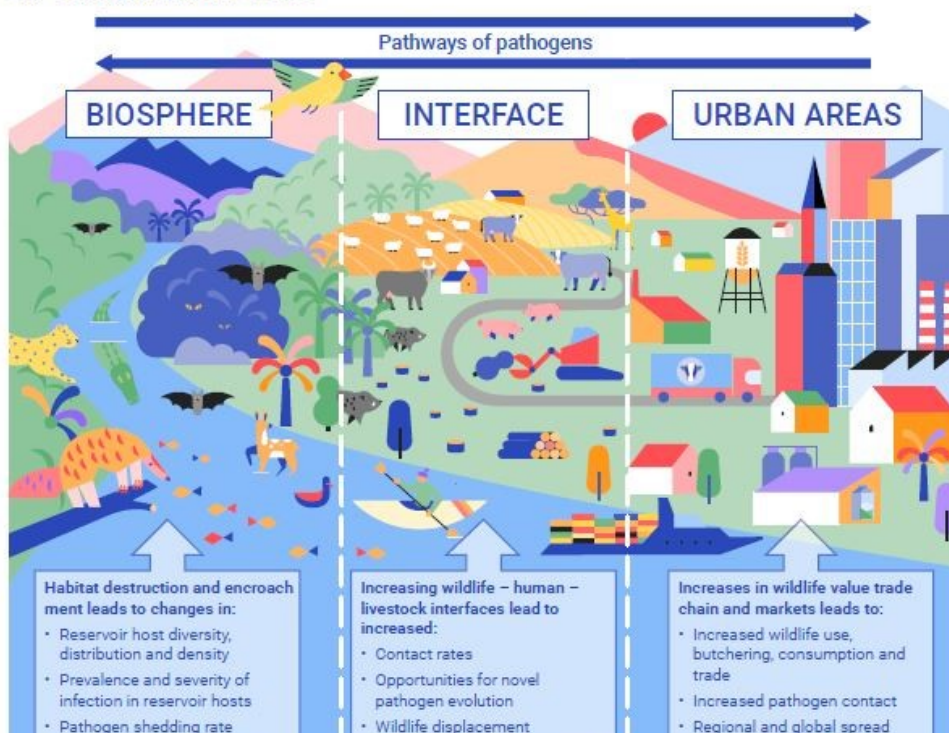 Pathways of pathogens
BIOSPHERE
INTERFACE
URBAN AREAS
Habitat destruction and encroach
ment leads to changes in:
• Reservoir host diversity,
distribution and density
• Prevalence and severity of
infection in reservoir hosts
• Pathogen shedding rate
Increasing wildlife – human –
livestock interfaces lead to
increased:
• Contact rates
• Opportunities for novel
pathogen evolution
• Wildlife displacement
Increases in wildlife value trade
chain and markets leads to:
• Increased wildlife use,
butchering, consumption and
trade
• Increased pathogen contact
• Regional and global spread